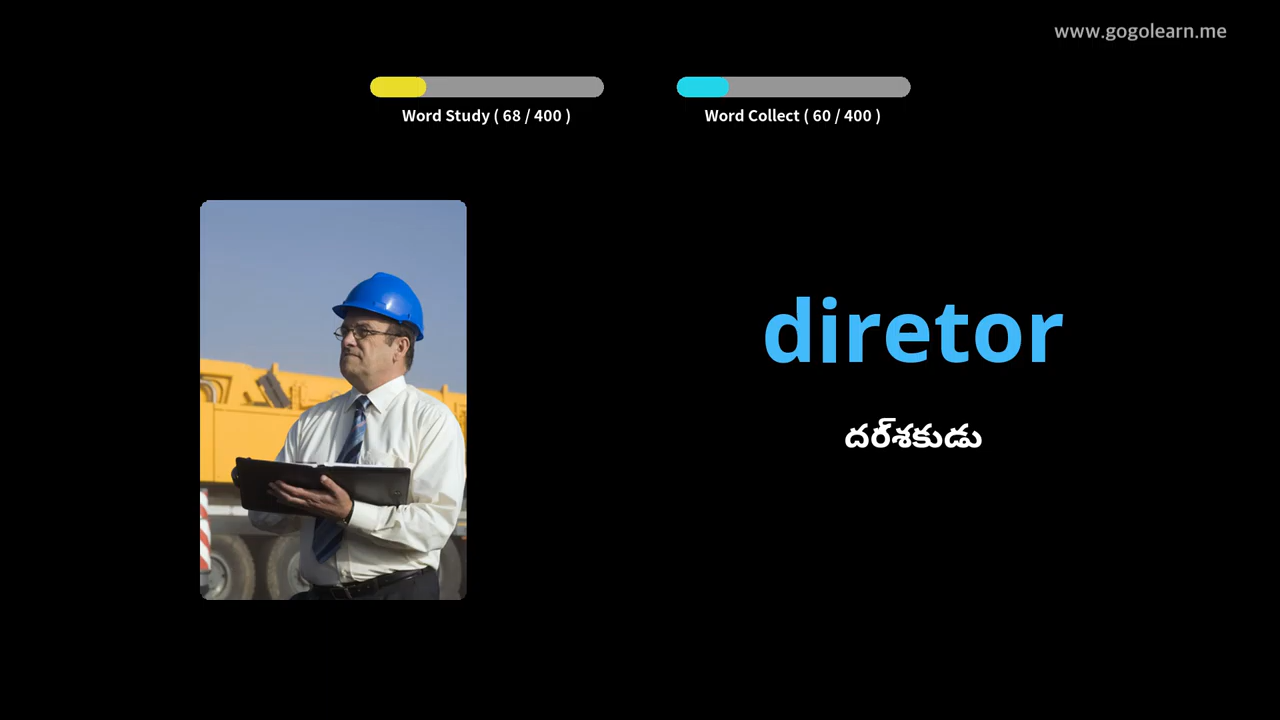 www.gogolearn.me
Word Study ( 68 / 400 )
Word Collect ( 60 / 400 )
diretor
దర్‌శకుడు